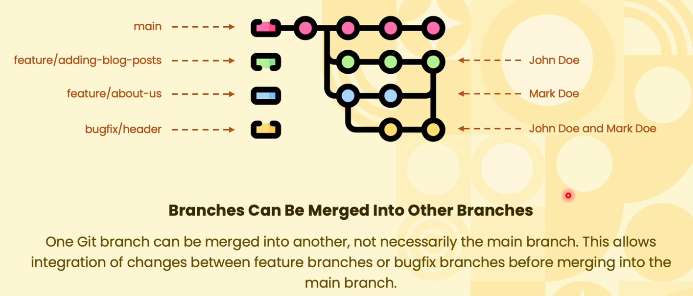 main
feature/adding-blog-posts
John Doe
feature/about-us
Mark Doe
bugfix/header
John Doe and Mark Doe
Branches Can Be Merged Into Other Branches
One Git branch can be merged into another, not necessarily the main branch. This allows
integration of changes between feature branches or bugfix branches before merging into the
main branch.